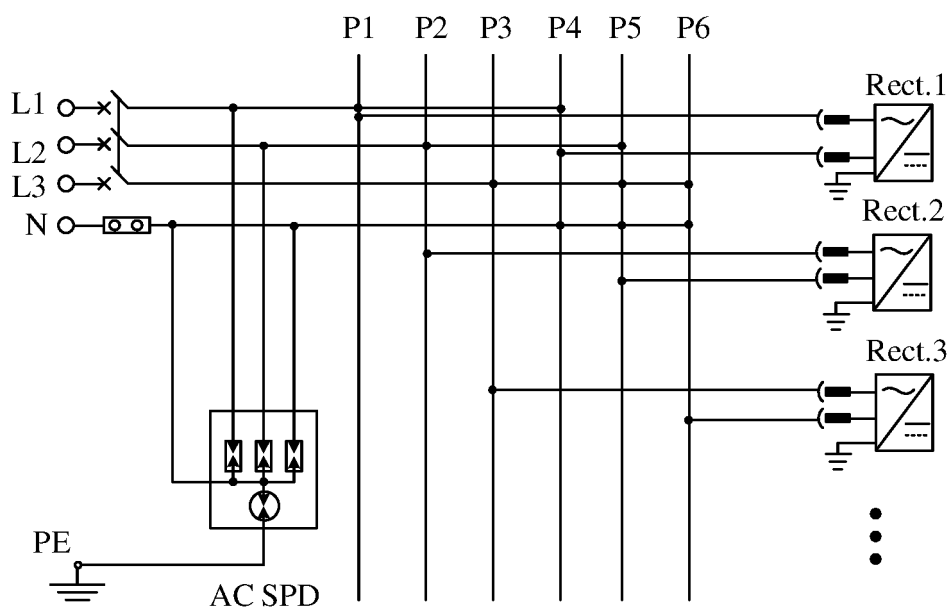 P1 P2 P3 P4 P5 P6
Rect.1
L1
L2
L3
N
Rect.2
Rect.3
PE
AC SPD